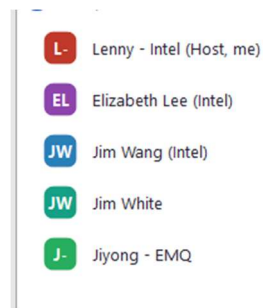 L- Lenny - Intel (Host, me)
EL Elizabeth Lee (Intel)
JW Jim Wang (Intel)
JW Jim White
J- Jiyong - EMQ